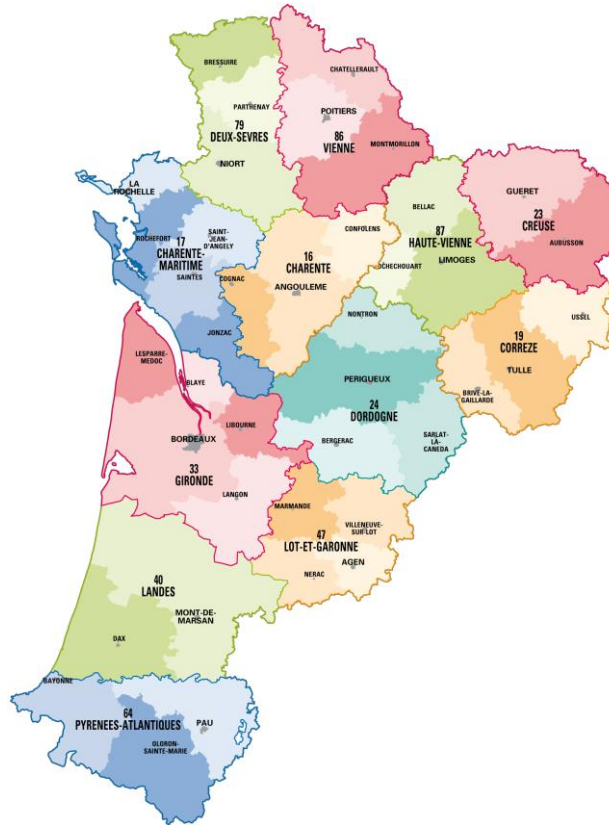 BRESSUIRE
CHATELLERAULT
PARTHENAY
POITIERS
79
DEUX-SEVRES
86
VIENNE
MONTMORILLON
NIORT
LA
ROCHELLE
GUERET
BELLAC
23
CREUSE
ROCHEFORT
17
CHARENTE-
MARITIME
SAINT-
JEAN-
D'ANGELY
CONFOLENS
87
HAUTE-VIENNE
AUBUSSON
16
CHARENTE
SAINTES
COGNAC
OCHECHOUART
LIMOGES
ANGOULEME
NONTRON
USSEL
JONZAC
19
CORREZE
LESPARRE-
MEDOC
TULLE
BLAYE
PERIGUEUX
BRIVE-LA-
GAILLARDE
24
DORDOGNE
LIBOURNE
BORDEAUX
BERGERAC
SARLAT-
LA-
CANEDA
33
GIRONDE
LANGON
MARMANDE
VILLENEUVE-
SUR-LOT
47
LOT-ET-GARONNE
NERAC
AGEN
40
LANDES
MONT-DE-
MARSAN
DAX
BAYONNE
64
PYRENEES-ATLANTIQUES
PAU
OLORON-
SAINTE-MARIE